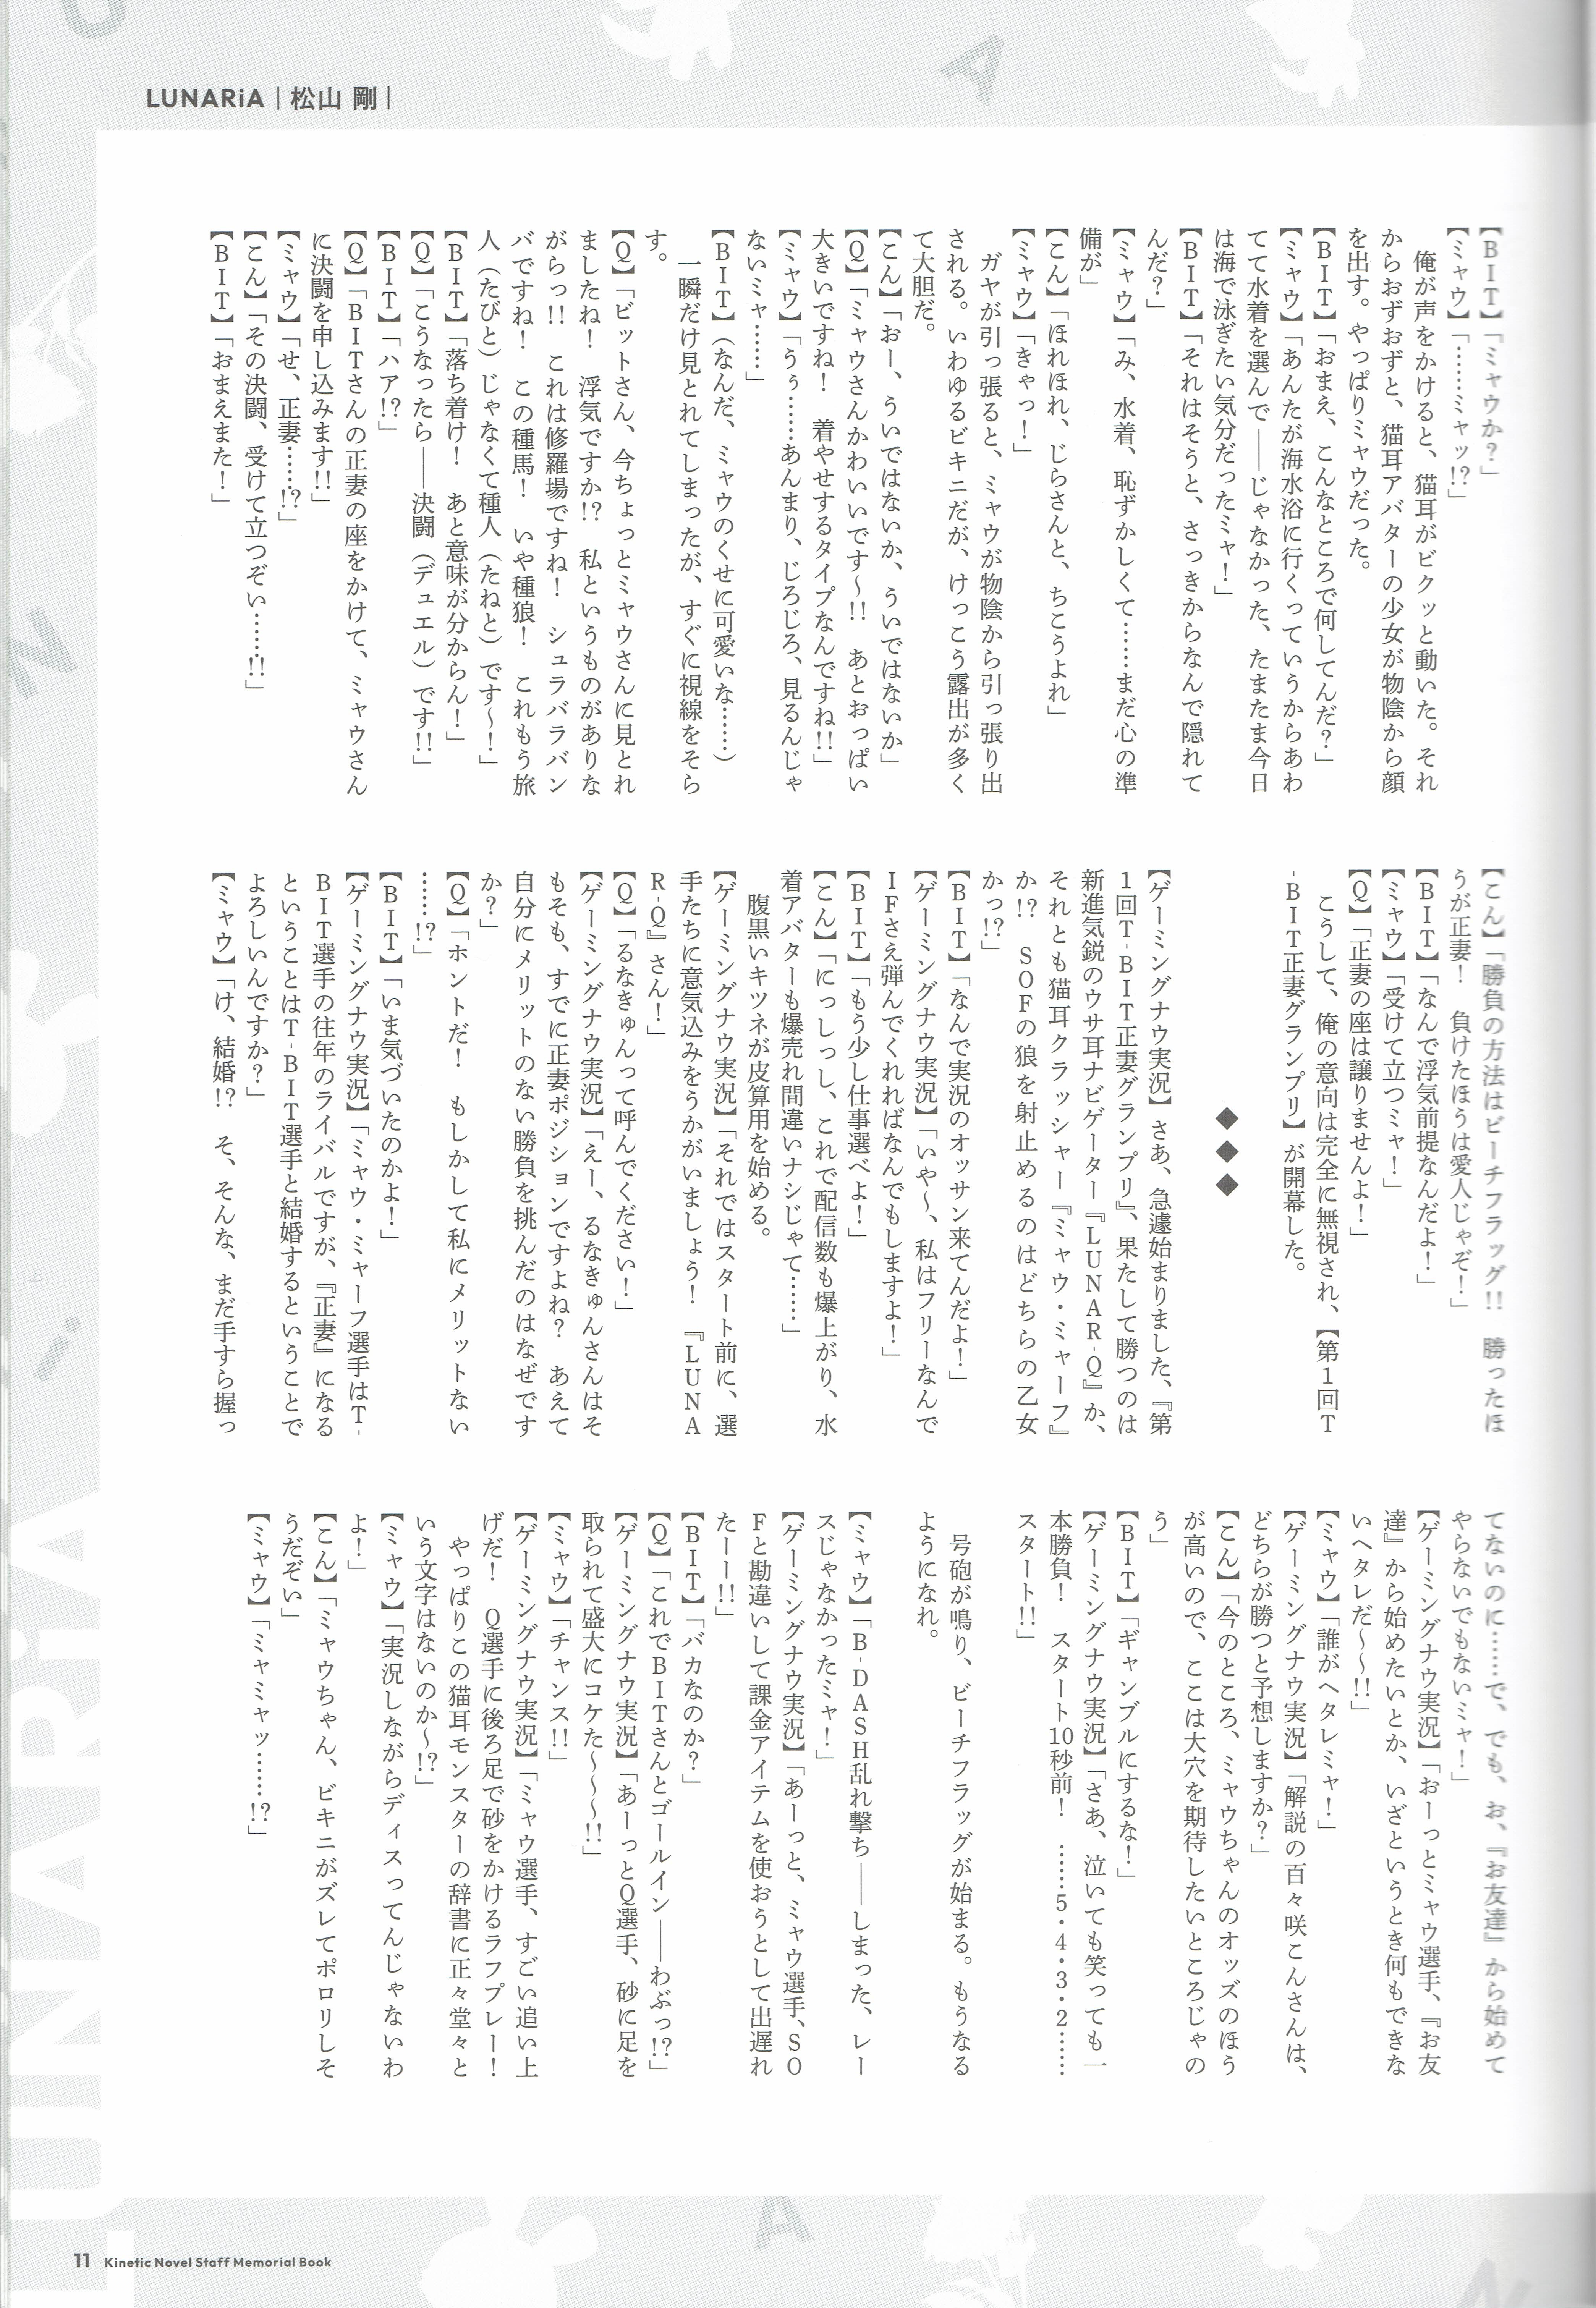 LUNARiA｜松山 剛｜
【BIT】「ミャウか？」
【ミャウ】「……ミャッ!?」
　俺が声をかけると、猫耳がビクッと動いた。それ
からおずおずと、猫耳アバターの少女が物陰から顔
を出す。やっぱりミャウだった。
【BIT】「おまえ、こんなところで何してんだ？」
【ミャウ】「あんたが海水浴に行くっていうからあわ
てて水着を選んで――じゃなかった、たまたま今日
は海で泳ぎたい気分だったミャ！」
【BIT】「それはそうと、さっきからなんで隠れて
んだ？」
【ミャウ】「み、水着、恥ずかしくて……まだ心の準
備が」
【こん】「ほれほれ、じらさんと、ちこうよれ」
【ミャウ】「きゃっ！」
　ガヤが引っ張ると、ミャウが物陰から引っ張り出
される。いわゆるビキニだが、けっこう露出が多く
て大胆だ。
【こん】「おー、ういではないか、ういではないか」
【Q】「ミャウさんかわいいです～!!　あとおっぱい
大きいですね！　着やせするタイプなんですね!!」
【ミャウ】「うぅ……あんまり、じろじろ、見るんじゃ
ないミャ……」
【BIT】（なんだ、ミャウのくせに可愛いな……）
　一瞬だけ見とれてしまったが、すぐに視線をそら
す。
【Q】「ビットさん、今ちょっとミャウさんに見とれ
ましたね！　浮気ですか!?　私というものがありな
がらっ!!　これは修羅場ですね！　シュラバラバン
バですね！　この種馬！　いや種狼！　これもう旅
人（たびと）じゃなくて種人（たねと）です～！」
【BIT】「落ち着け！　あと意味が分からん！」
【Q】「こうなったら――決闘（デュエル）です!!」
【BIT】「ハア!?」
【Q】「BITさんの正妻の座をかけて、ミャウさん
に決闘を申し込みます!!」
【ミャウ】「せ、正妻……!?」
【こん】「その決闘、受けて立つぞい……!!」
【BIT】「おまえまた！」
【こん】「勝負の方法はビーチフラッグ!!　勝ったほ
うが正妻！　負けたほうは愛人じゃぞ！」
【BIT】「なんで浮気前提なんだよ！」
【ミャウ】「受けて立つミャ！」
【Q】「正妻の座は譲りませんよ！」
　こうして、俺の意向は完全に無視され、【第1回T
-BIT正妻グランプリ】が開幕した。
◆◆◆
【ゲーミングナウ実況】さあ、急遽始まりました、『第
1回T-BIT正妻グランプリ』、果たして勝つのは
新進気鋭のウサ耳ナビゲーター『LUNAR-Q』か、
それとも猫耳クラッシャー『ミャウ・ミャーフ』
か!?　SOFの狼を射止めるのはどちらの乙女
かっ!?」
【BIT】「なんで実況のオッサン来てんだよ！」
【ゲーミングナウ実況】「いや～、私はフリーなんで
IFさえ弾んでくれればなんでもしますよ！」
【BIT】「もう少し仕事選べよ！」
【こん】「にっしっし、これで配信数も爆上がり、水
着アバターも爆売れ間違いナシじゃて……」
　腹黒いキツネが皮算用を始める。
【ゲーミングナウ実況】「それではスタート前に、選
手たちに意気込みをうかがいましょう！　『LUNA
R-Q』さん！」
【Q】「るなきゅんって呼んでください！」
【ゲーミングナウ実況】「えー、るなきゅんさんはそ
もそも、すでに正妻ポジションですよね？　あえて
自分にメリットのない勝負を挑んだのはなぜです
か？」
【Q】「ホントだ！　もしかして私にメリットない
……!?」
【BIT】「いま気づいたのかよ！」
【ゲーミングナウ実況】「ミャウ・ミャーフ選手はT-
BIT選手の往年のライバルですが、『正妻』になる
ということはT-BIT選手と結婚するということで
よろしいんですか？」
【ミャウ】「け、結婚!?　そ、そんな、まだ手すら握っ
てないのに……で、でも、お、『お友達』から始めて
やらないでもないミャ！」
【ゲーミングナウ実況】「おーっとミャウ選手、『お友
達』から始めたいとか、いざというとき何もできな
いヘタレだ～～!!」
【ミャウ】「誰がヘタレミャ！」
【ゲーミングナウ実況】「解説の百々咲こんさんは、
どちらが勝つと予想しますか？」
【こん】「今のところ、ミャウちゃんのオッズのほう
が高いので、ここは大穴を期待したいところじゃの
う」
【BIT】「ギャンブルにするな！」
【ゲーミングナウ実況】「さあ、泣いても笑っても一
本勝負！　スタート10秒前！　……5・4・3・2……
スタート!!」
　号砲が鳴り、ビーチフラッグが始まる。もうなる
ようになれ。
【ミャウ】「B-DASH乱れ撃ち――しまった、レー
スじゃなかったミャ！」
【ゲーミングナウ実況】「あーっと、ミャウ選手、SO
Fと勘違いして課金アイテムを使おうとして出遅れ
たーー!!」
【BIT】「バカなのか？」
【Q】「これでBITさんとゴールイン――わぶっ!?」
【ゲーミングナウ実況】「あーっとQ選手、砂に足を
取られて盛大にコケた～～～!!」
【ミャウ】「チャンス!!」
【ゲーミングナウ実況】「ミャウ選手、すごい追い上
げだ！　Q選手に後ろ足で砂をかけるラフプレー！
　やっぱりこの猫耳モンスターの辞書に正々堂々と
いう文字はないのか～!?」
【ミャウ】「実況しながらディスってんじゃないわ
よ！」
【こん】「ミャウちゃん、ビキニがズレてポロリしそ
うだぞい」
【ミャウ】「ミャミャッ……!?」
LUNARiA
11 Kinetic Novel Staff Memorial Book